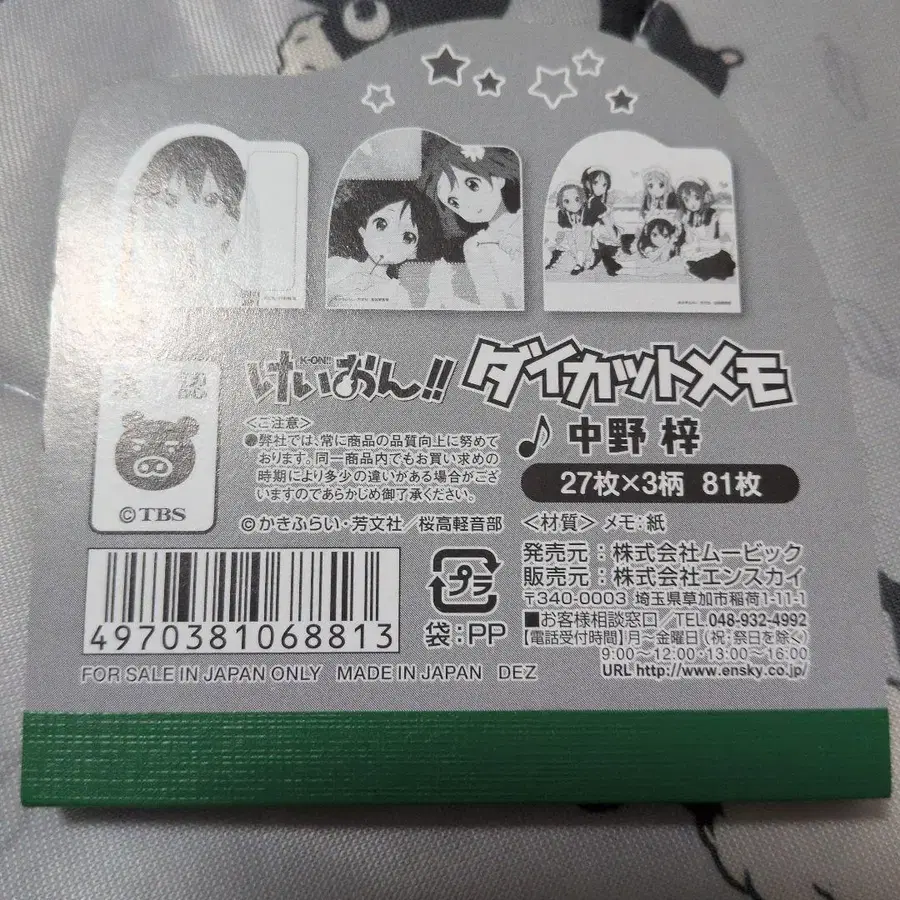 承認
©TBS
K-ON!!
けいおん!!
ダイカットメモ
♪ 中野 梓
27枚×3柄 81枚
<ご注意>
●弊社では、常に商品の品質向上に努めて
おります。同一商品内でもお買い求めの
時期により多少の違いがある場合がござ
いますのであらかじめ御了承ください。
©かきふらい・芳文社/桜高軽音部
<材質> メモ:紙
発売元:株式会社ムービック
販売元:株式会社エンスカイ
〒340-0003 埼玉県草加市稲荷1-11-1
■お客様相談窓口/TEL 048-932-4992
【電話受付時間】月~金曜日(祝・祭日を除く)
9:00~12:00・13:00~16:00
URL http://www.ensky.co.jp/
プラ
袋:PP
4970381068813
FOR SALE IN JAPAN ONLY MADE IN JAPAN DEZ